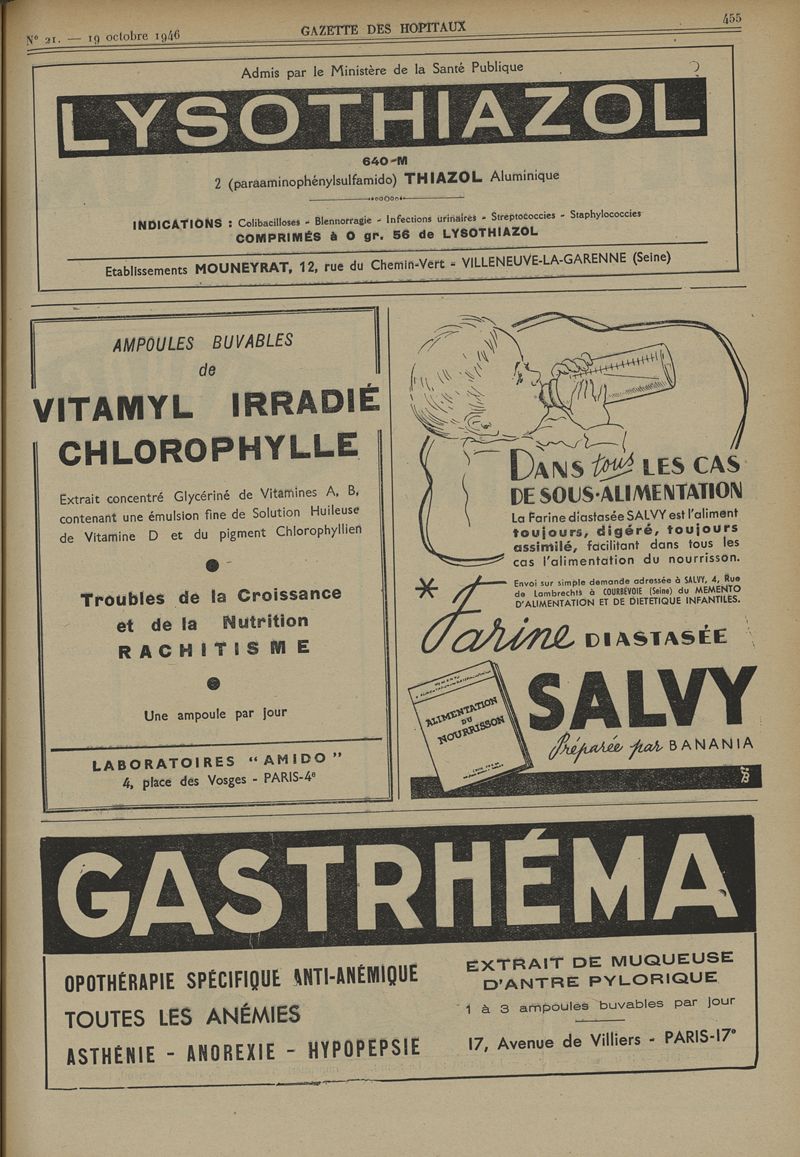 N° 21. — 19 octobre 1946
GAZETTE DES HOPITAUX
455
Admis par le Ministère de la Santé Publique
LYSOTHIAZOL
640-M
2 (paraaminophénylsulfamido) THIAZOL Aluminique
INDICATIONS : Colibacilloses - Blennorragie - Infections urinaires - Streptococcies - Staphylococcies
COMPRIMÉS à 0 gr. 56 de LYSOTHIAZOL
Etablissements MOUNEYRAT, 12, rue du Chemin-Vert - VILLENEUVE-LA-GARENNE (Seine)
AMPOULES BUVABLES
de
VITAMYL IRRADIÉ
CHLOROPHYLLE
Extrait concentré Glycériné de Vitamines A, B,
contenant une émulsion fine de Solution Huileuse
de Vitamine D et du pigment Chlorophyllien
Troubles de la Croissance
et de la Nutrition
RACHITISME
Une ampoule par jour
LABORATOIRES "AMIDO"
4, place des Vosges - PARIS-4e
DANS tous LES CAS
DE SOUS-ALIMENTATION
La Farine diastasée SALVY est l'aliment
toujours, digéré, toujours
assimilé, facilitant dans tous les
cas l'alimentation du nourrisson.
* Envoi sur simple demande adressée à SALVY, 4, Rue
de Lambrechts à COURBEVOIE (Seine) du MEMENTO
D'ALIMENTATION ET DE DIETETIQUE INFANTILES.
Farine DIASTASÉE
SALVY
Préparée par BANANIA
ALIMENTATION
DU
NOURRISSON
GASTRHÉMA
OPOTHÉRAPIE SPÉCIFIQUE ANTI-ANÉMIQUE
TOUTES LES ANÉMIES
ASTHÉNIE - ANOREXIE - HYPOPEPSIE
EXTRAIT DE MUQUEUSE
D'ANTRE PYLORIQUE
1 à 3 ampoules buvables par jour
17, Avenue de Villiers - PARIS-17e